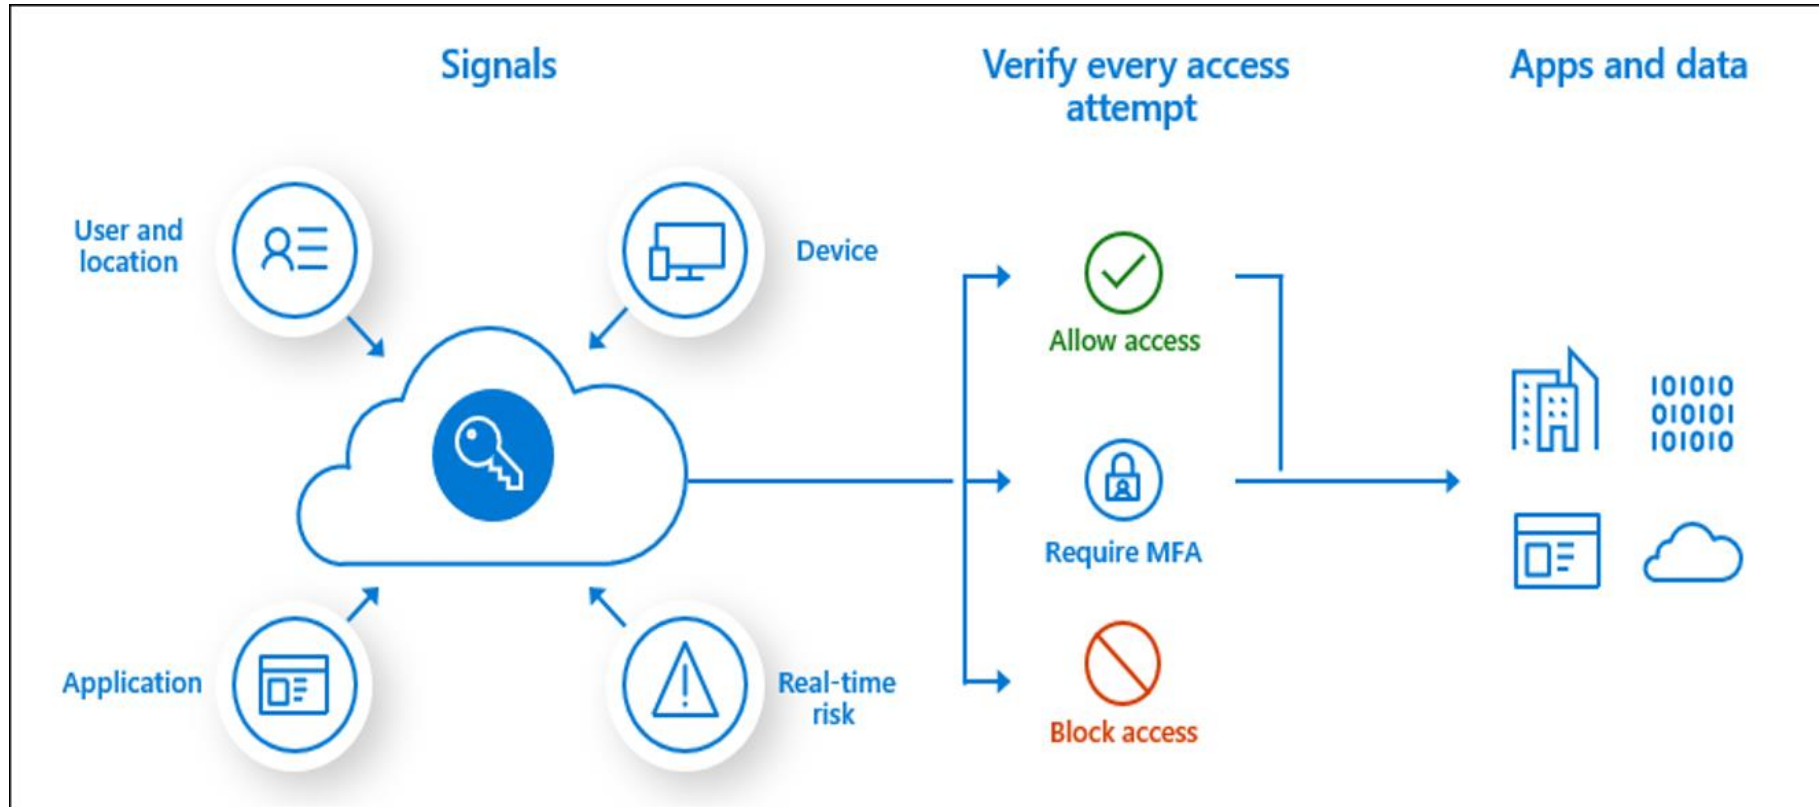 Signals
Verify every access
attempt
Apps and data
User and
location
Device
Allow access
101010
010101
101010
Require MFA
Application
Real-time
risk
Block access